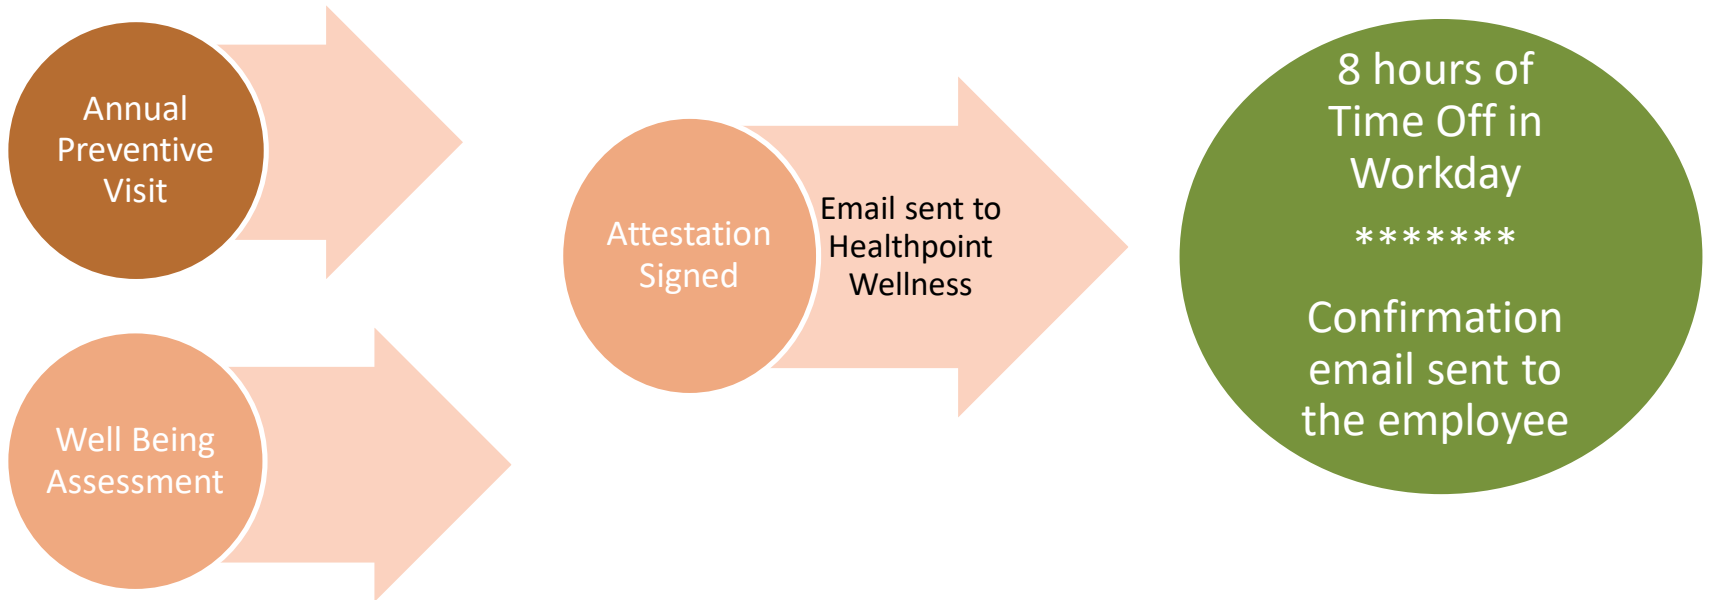 Annual
Preventive
Visit
Well Being
Assessment
Attestation
Signed
Email sent to
Healthpoint
Wellness
8 hours of
Time Off in
Workday
*******
Confirmation
email sent to
the employee